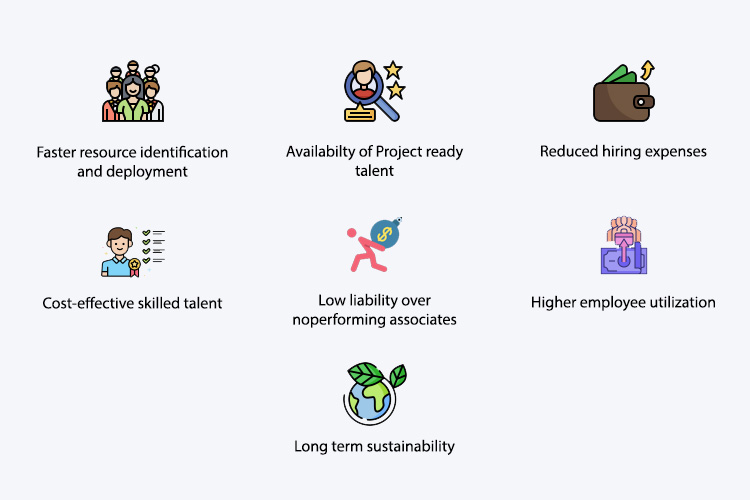 Faster resource identification
and deployment
Availabilty of Project ready
talent
Reduced hiring expenses
Cost-effective skilled talent
Low liability over
noperforming associates
Higher employee utilization
Long term sustainability